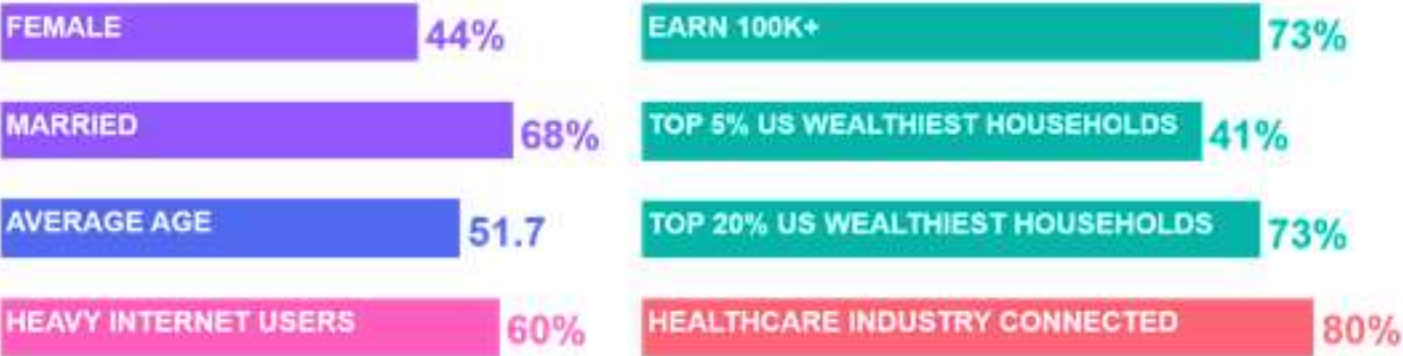 FEMALE 44%
MARRIED 68%
AVERAGE AGE 51.7
HEAVY INTERNET USERS 60%
EARN 100K+ 73%
TOP 5% US WEALTHIEST HOUSEHOLDS 41%
TOP 20% US WEALTHIEST HOUSEHOLDS 73%
HEALTHCARE INDUSTRY CONNECTED 80%